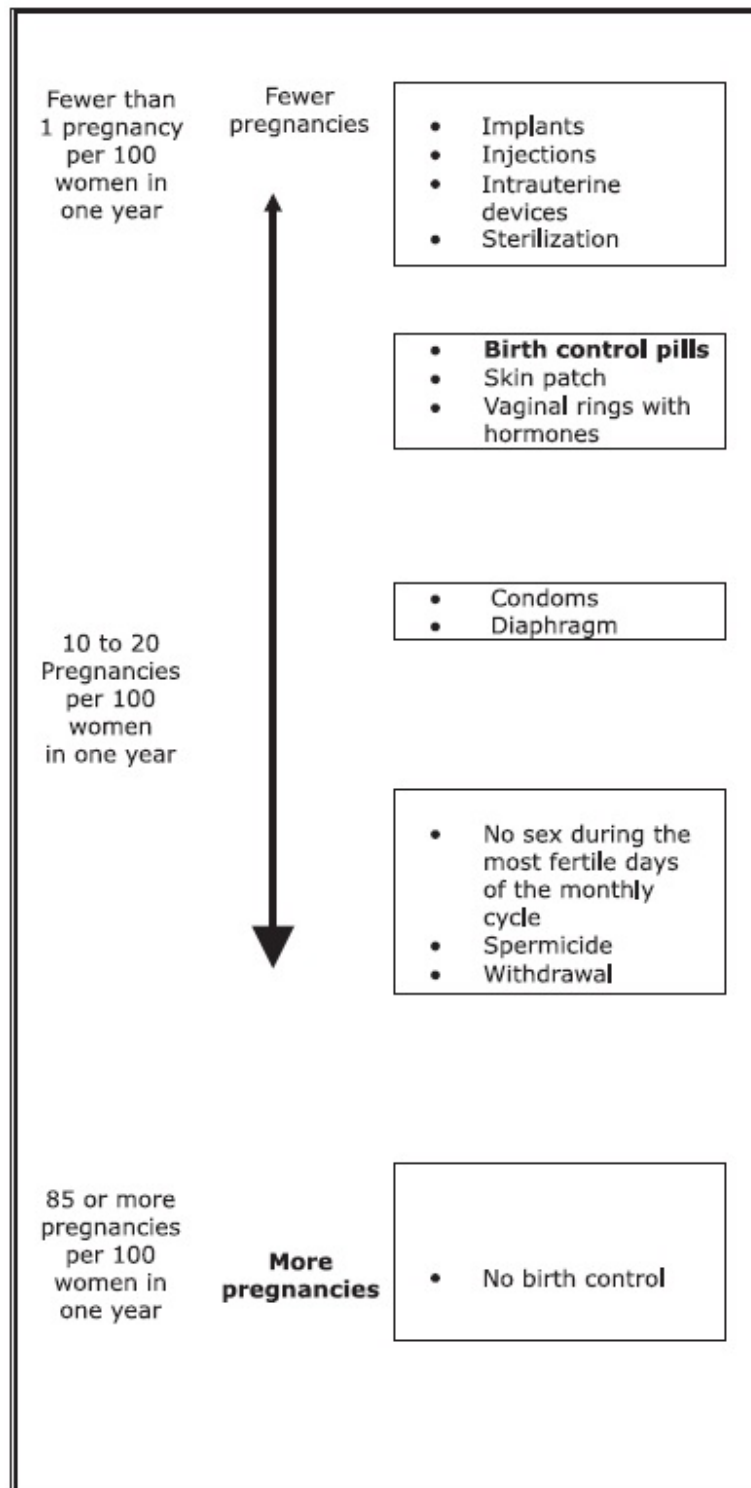 Fewer than
1 pregnancy
per 100
women in
one year
Fewer
pregnancies
• Implants
• Injections
• Intrauterine
devices
• Sterilization
• Birth control pills
• Skin patch
• Vaginal rings with
hormones
• Condoms
• Diaphragm
10 to 20
Pregnancies
per 100
women
in one year
• No sex during the
most fertile days
of the monthly
cycle
• Spermicide
• Withdrawal
85 or more
pregnancies
per 100
women in
one year
More
pregnancies
• No birth control